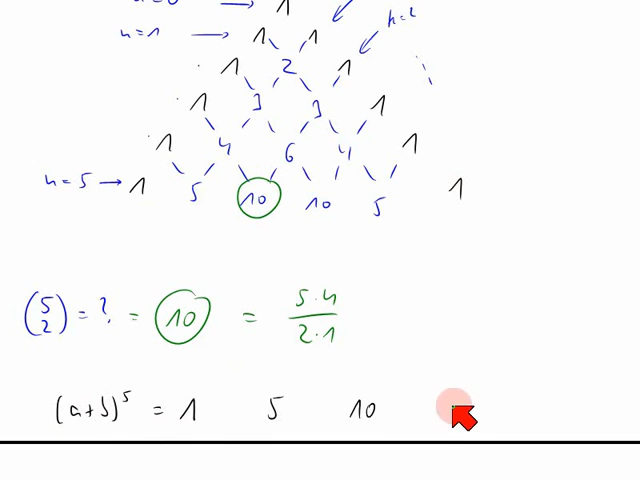 n=0 → 1
n=1 → 1 1
k=2
1 2 1
1 3 3 1
1 4 6 4 1
n=5 → 1 5 10 10 5 1
(5 2) = ? = 10 = 5·4 / 2·1
(a+b)^5 = 1 5 10